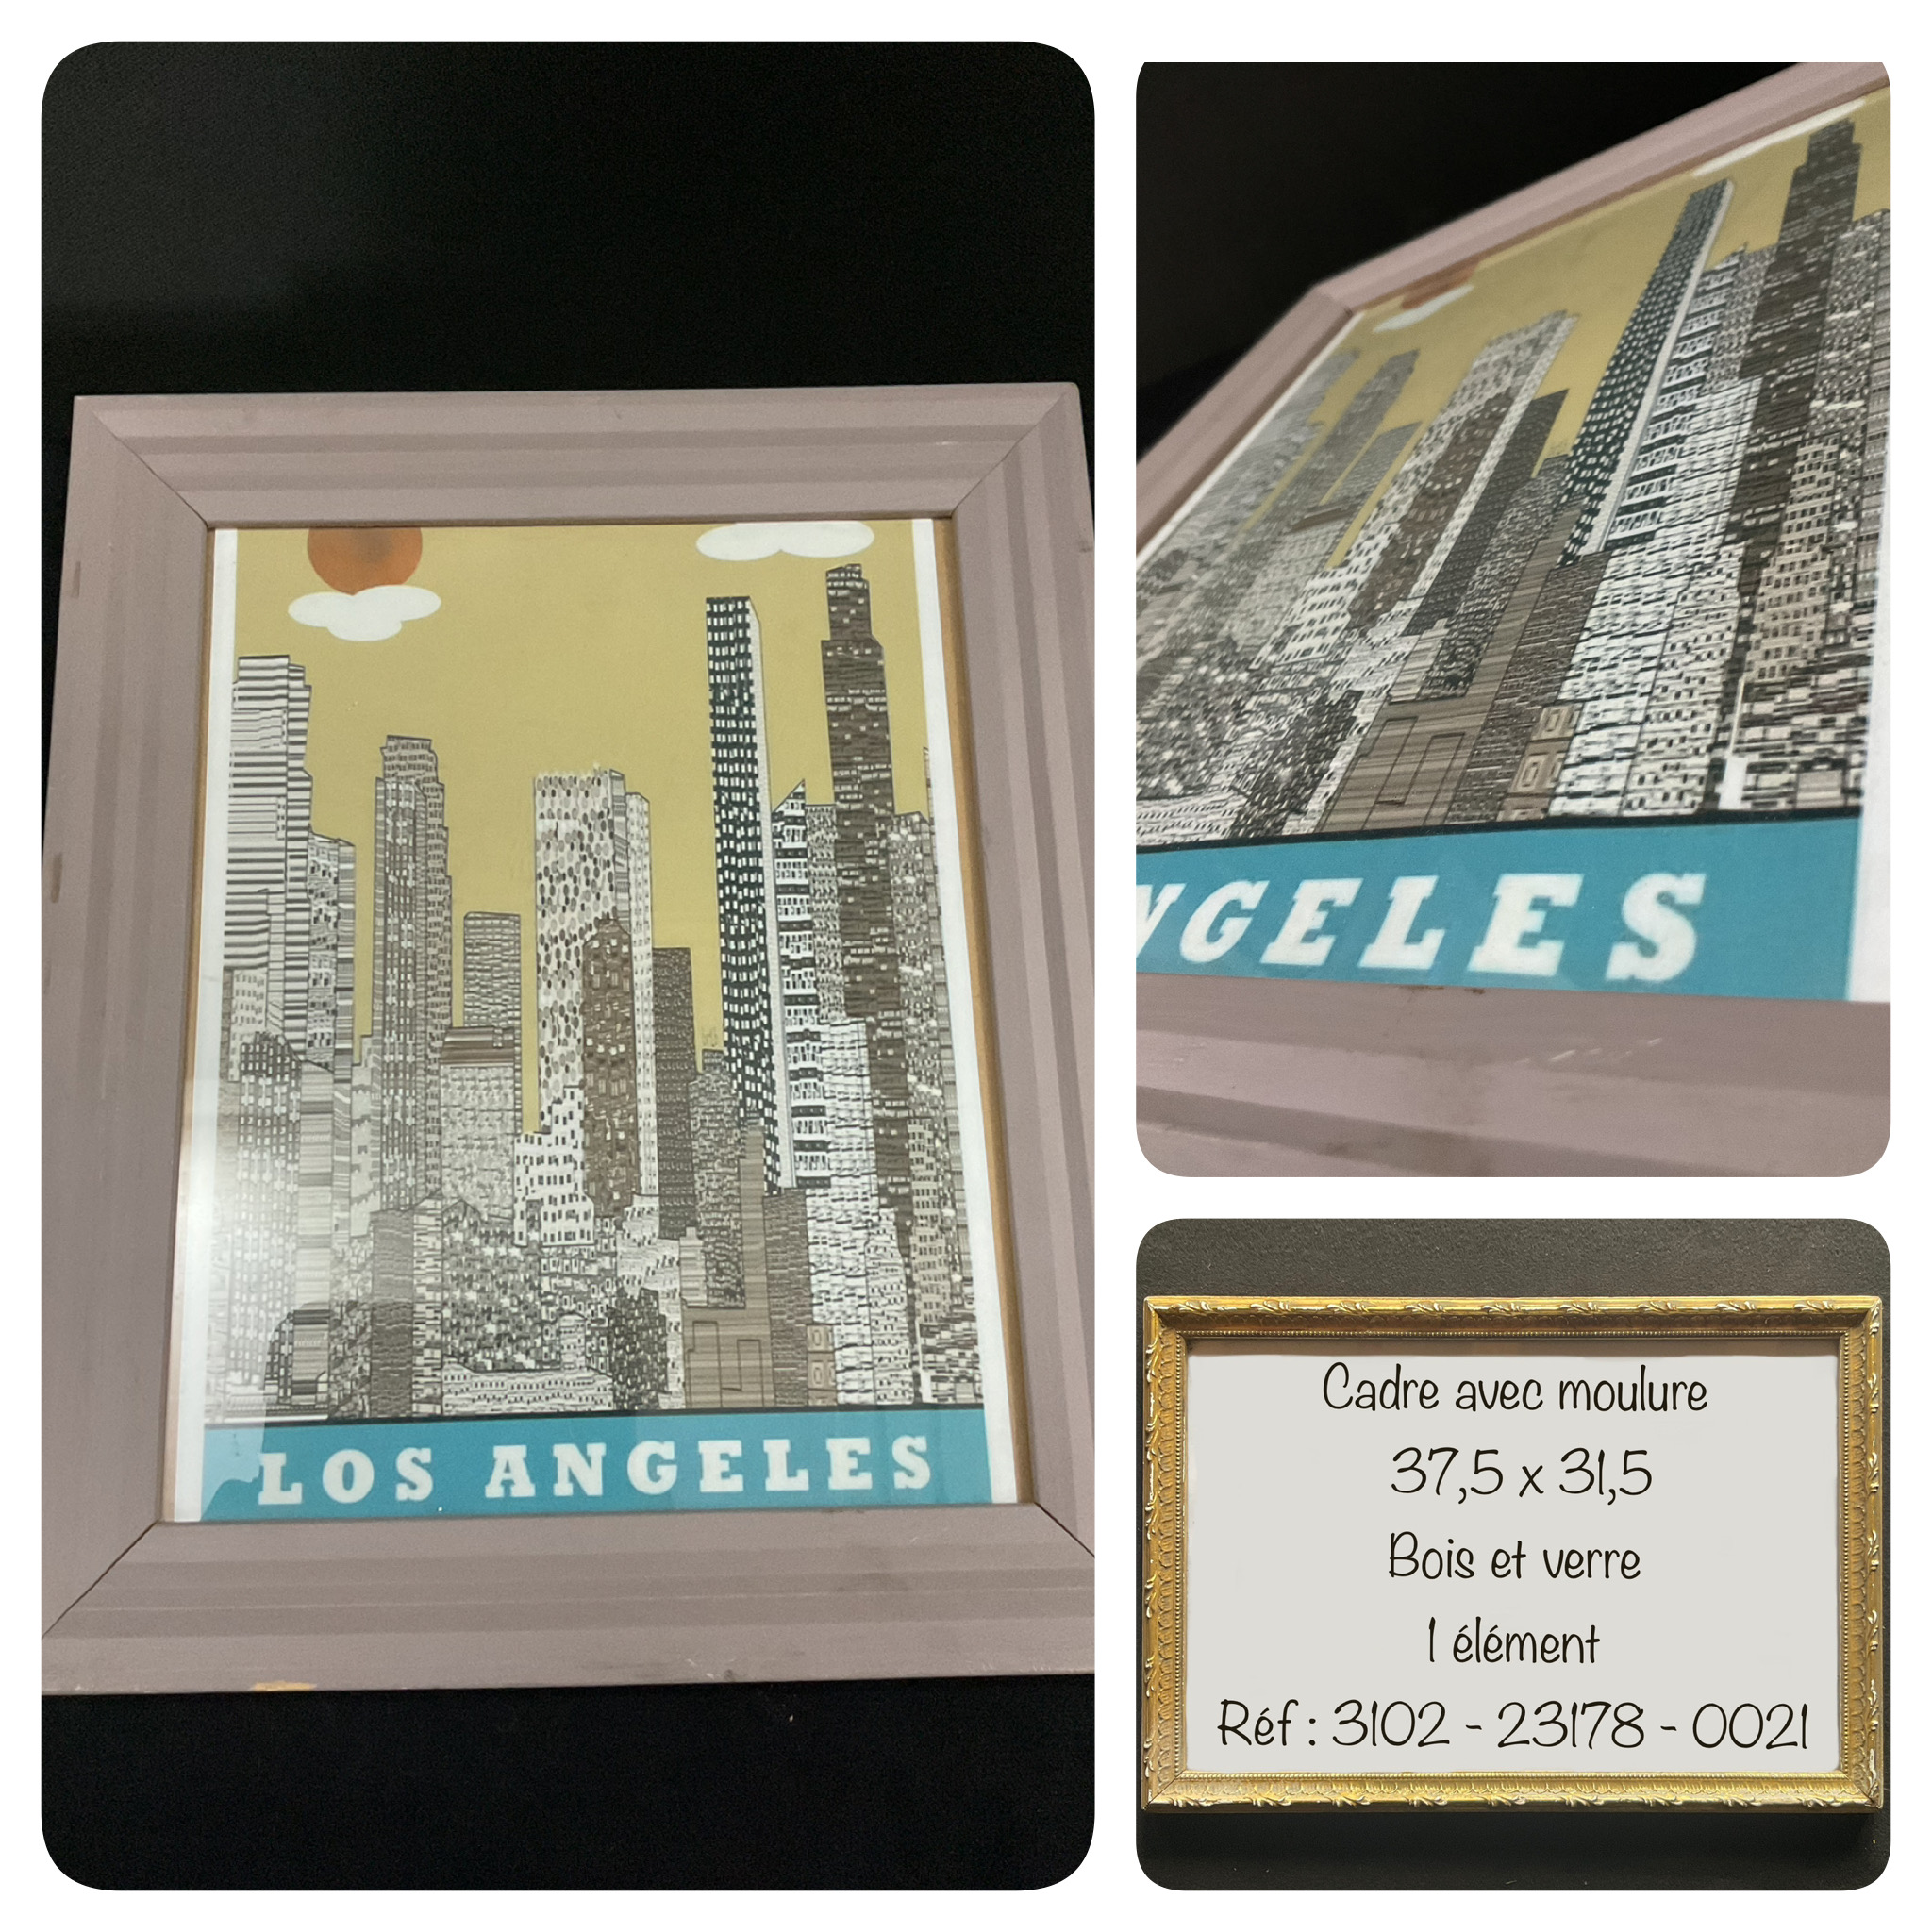 LOS ANGELES
NGELES
Cadre avec moulure
37,5 x 31,5
Bois et verre
1 élément
Réf : 3102 - 23178 - 0021